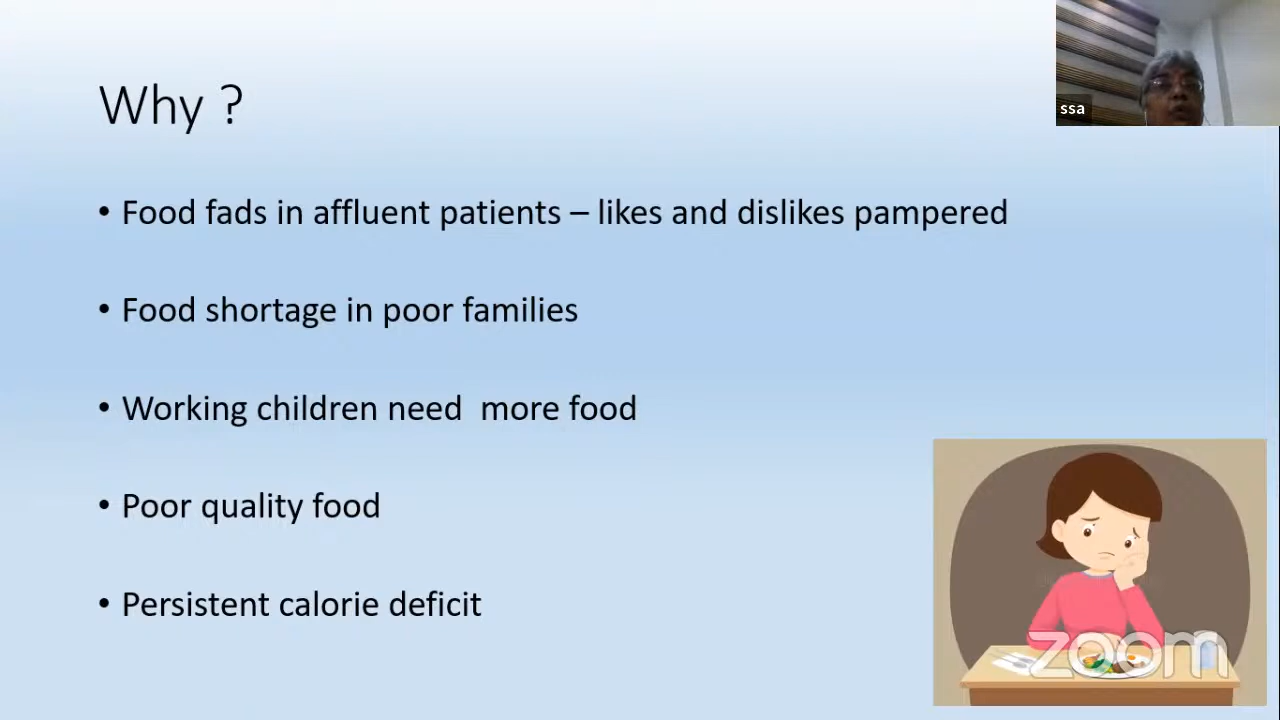 Why ?
ssa
• Food fads in affluent patients – likes and dislikes pampered
• Food shortage in poor families
• Working children need  more food
• Poor quality food
• Persistent calorie deficit
zoom